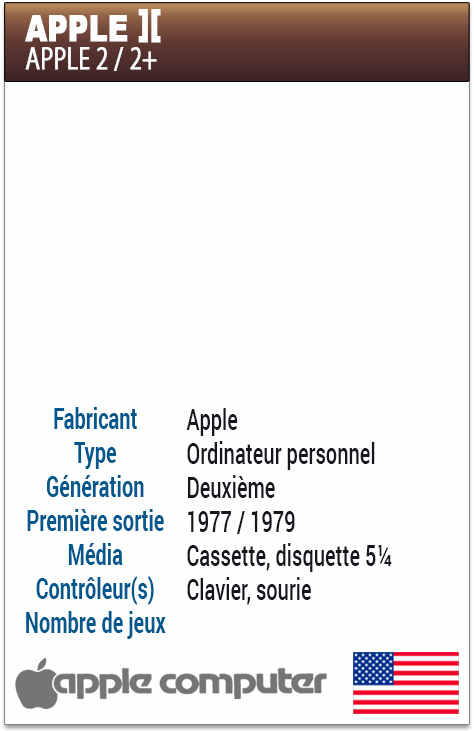 APPLE ][
APPLE 2 / 2+
Fabricant Apple
Type Ordinateur personnel
Génération Deuxième
Première sortie 1977 / 1979
Média Cassette, disquette 5¼
Contrôleur(s) Clavier, sourie
Nombre de jeux
apple computer